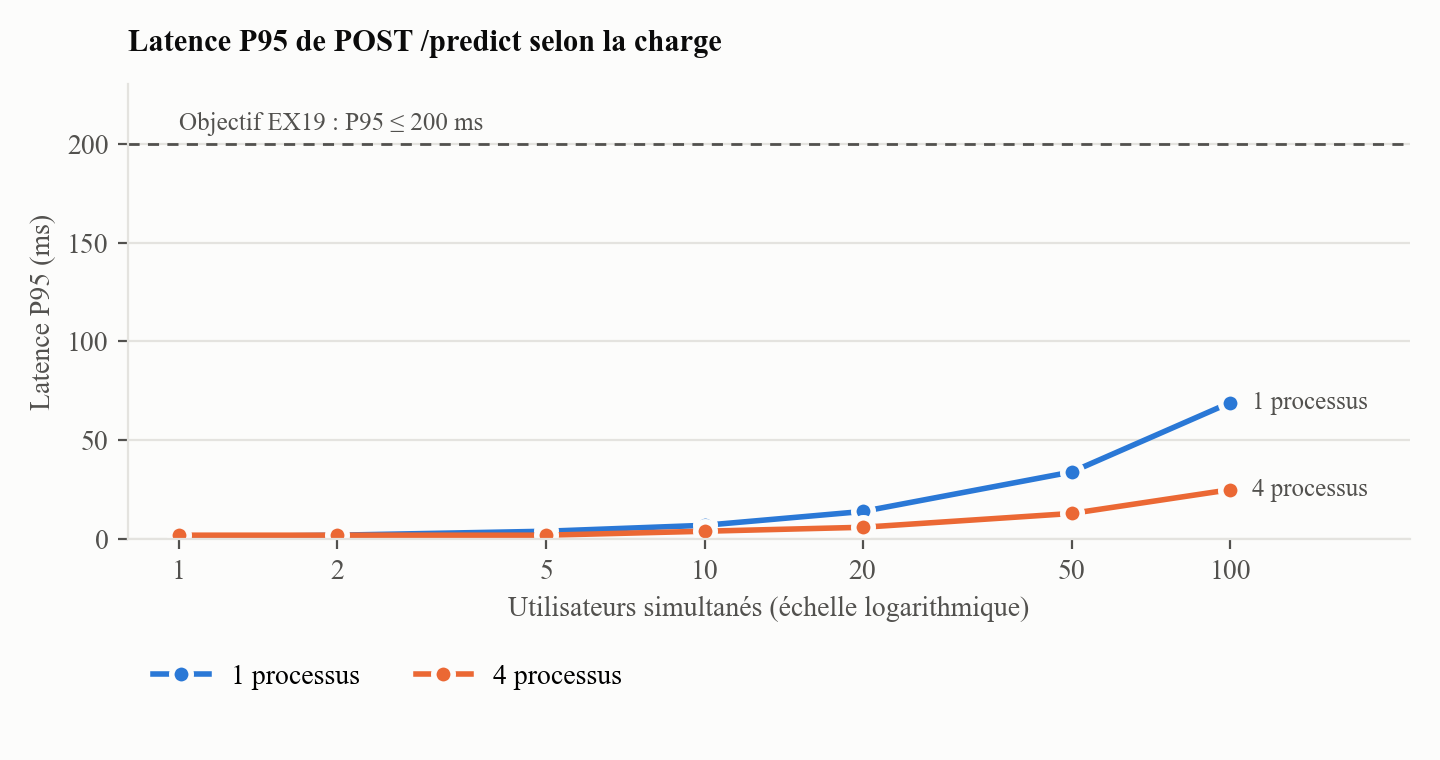 Latence P95 de POST /predict selon la charge
Objectif EX19 : P95 ≤ 200 ms
Latence P95 (ms)
200
150
100
50
0
1 processus
4 processus
1 2 5 10 20 50 100
Utilisateurs simultanés (échelle logarithmique)
1 processus 4 processus